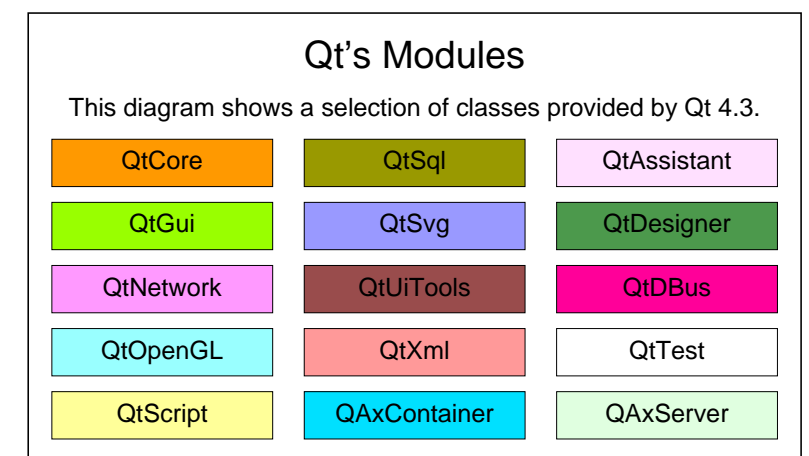 Qt's Modules
This diagram shows a selection of classes provided by Qt 4.3.
QtCore QtSql QtAssistant
QtGui QtSvg QtDesigner
QtNetwork QtUiTools QtDBus
QtOpenGL QtXml QtTest
QtScript QAxContainer QAxServer